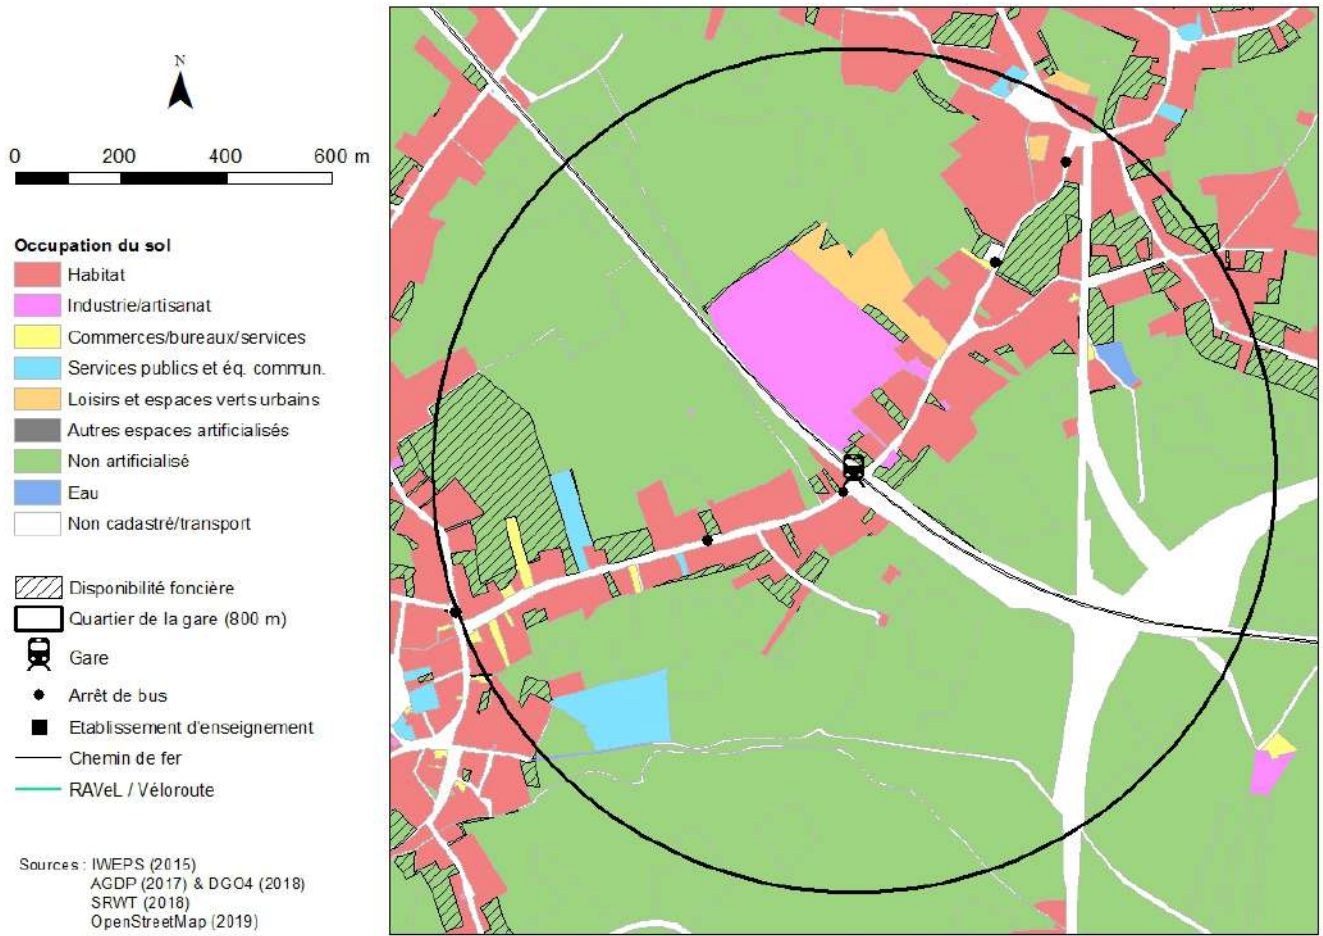 N
0 200 400 600 m
Occupation du sol
Habitat
Industrie/artisanat
Commerces/bureaux/services
Services publics et éq. commun.
Loisirs et espaces verts urbains
Autres espaces artificialisés
Non artificialisé
Eau
Non cadastré/transport
Disponibilité foncière
Quartier de la gare (800 m)
Gare
Arrêt de bus
Etablissement d'enseignement
Chemin de fer
RAVeL / Véloroute
Sources : IWEPS (2015)
AGDP (2017) & DGO4 (2018)
SRWT (2018)
OpenStreetMap (2019)